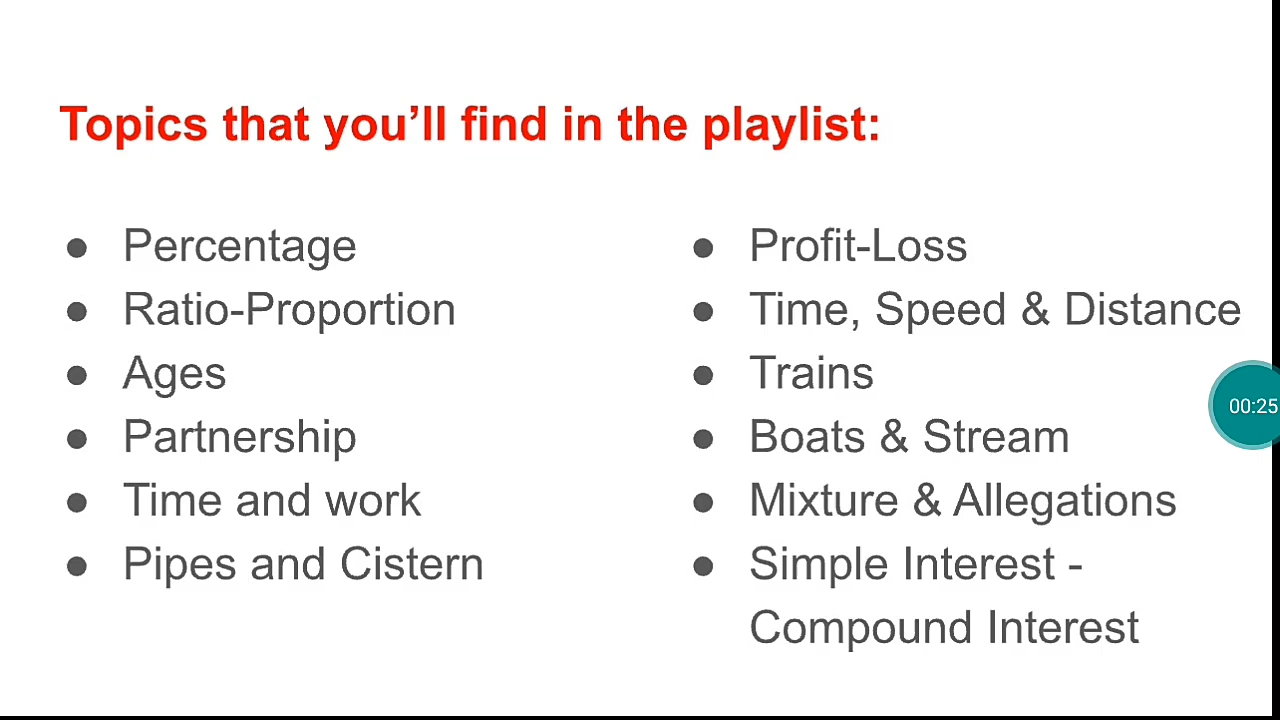 Topics that you’ll find in the playlist:
● Percentage
● Ratio-Proportion
● Ages
● Partnership
● Time and work
● Pipes and Cistern
● Profit-Loss
● Time, Speed & Distance
● Trains
● Boats & Stream
● Mixture & Allegations
● Simple Interest -
Compound Interest
00:25